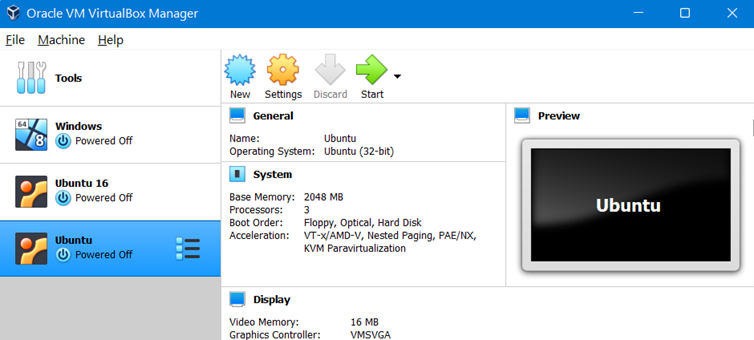 Oracle VM VirtualBox Manager
File Machine Help
Tools
New Settings Discard Start
64
8
Windows
Powered Off
Ubuntu 16
Powered Off
Ubuntu
Powered Off
General
Name: Ubuntu
Operating System: Ubuntu (32-bit)
System
Base Memory: 2048 MB
Processors: 3
Boot Order: Floppy, Optical, Hard Disk
Acceleration: VT-x/AMD-V, Nested Paging, PAE/NX,
KVM Paravirtualization
Preview
Ubuntu
Display
Video Memory: 16 MB
Graphics Controller: VMSVGA